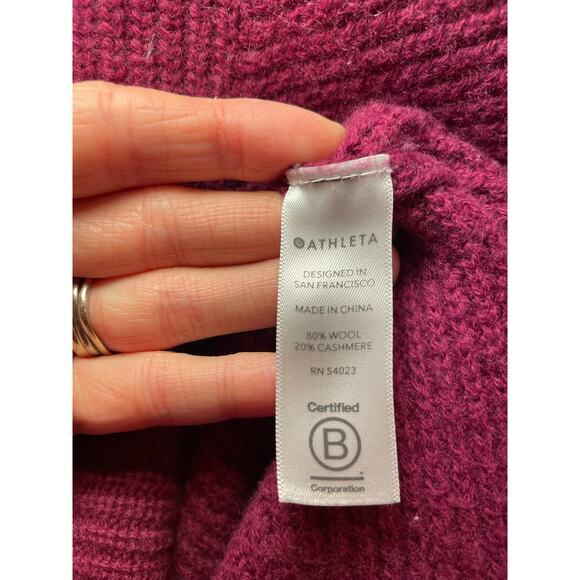 ATHLETA
DESIGNED IN
SAN FRANCISCO
MADE IN CHINA
80% WOOL
20% CASHMERE
RN 54023
Certified
B
Corporation